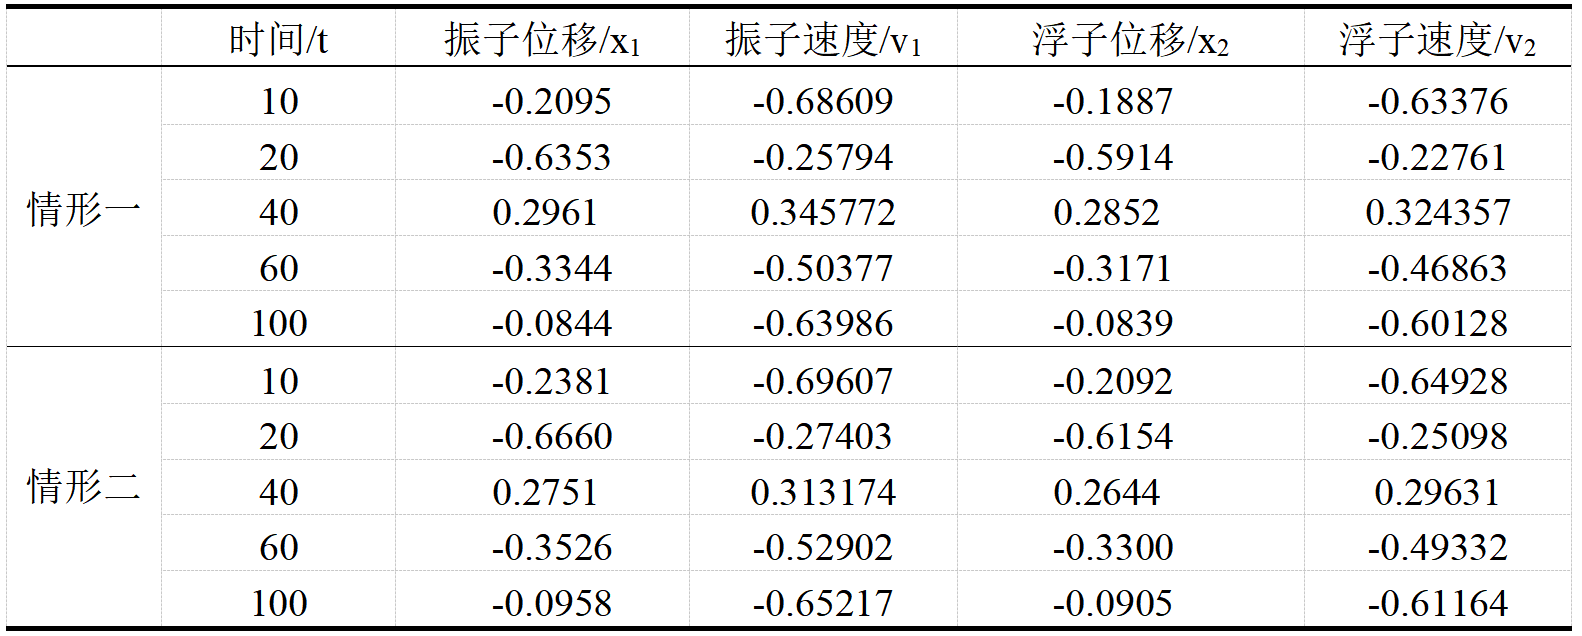 时间/t 振子位移/x₁ 振子速度/v₁ 浮子位移/x₂ 浮子速度/v₂
情形一
10 -0.2095 -0.68609 -0.1887 -0.63376
20 -0.6353 -0.25794 -0.5914 -0.22761
40 0.2961 0.345772 0.2852 0.324357
60 -0.3344 -0.50377 -0.3171 -0.46863
100 -0.0844 -0.63986 -0.0839 -0.60128
情形二
10 -0.2381 -0.69607 -0.2092 -0.64928
20 -0.6660 -0.27403 -0.6154 -0.25098
40 0.2751 0.313174 0.2644 0.29631
60 -0.3526 -0.52902 -0.3300 -0.49332
100 -0.0958 -0.65217 -0.0905 -0.61164